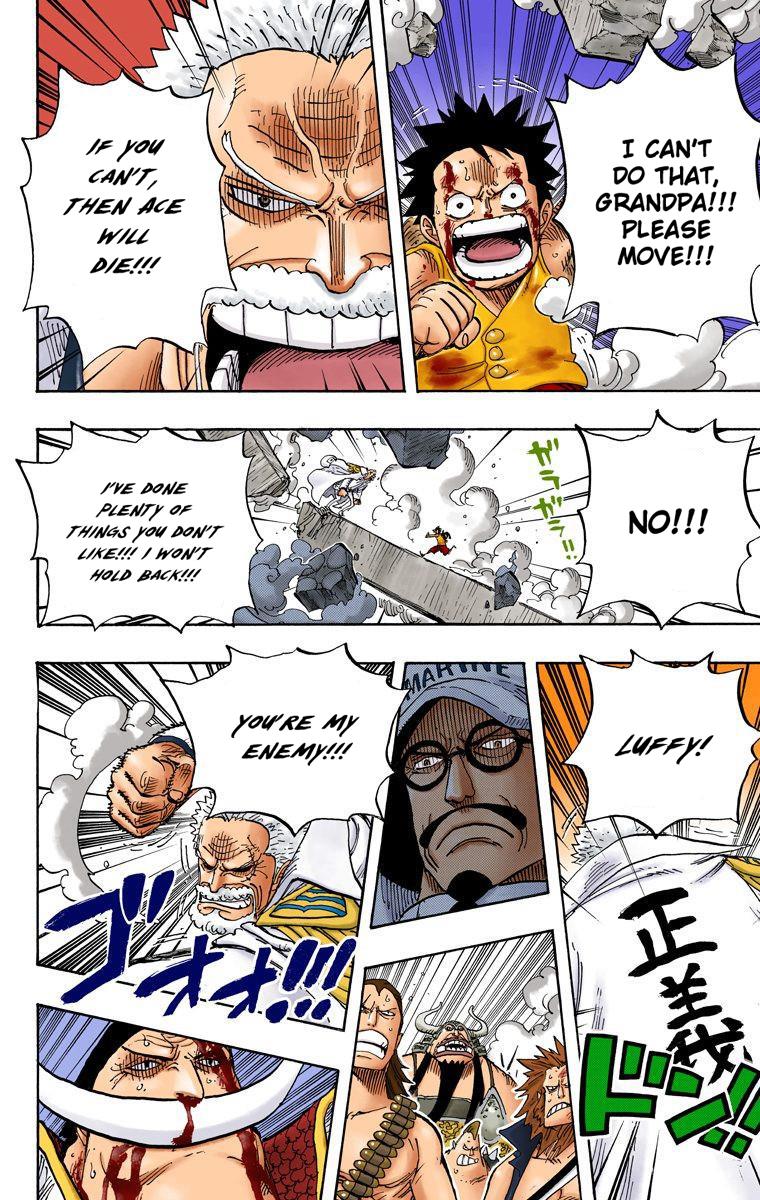 I CAN'T
DO THAT,
GRANDPA!!!
PLEASE
MOVE!!!
IF YOU
CAN'T,
THEN ACE
WILL
DIE!!!
NO!!!
ガラガラ!!
I'VE DONE
PLENTY OF
THINGS YOU DON'T
LIKE!!! I WON'T
HOLD BACK!!!
LUFFY!
正義
ドン!!
MARINE
YOU'RE MY
ENEMY!!!
ゴオオ!!!